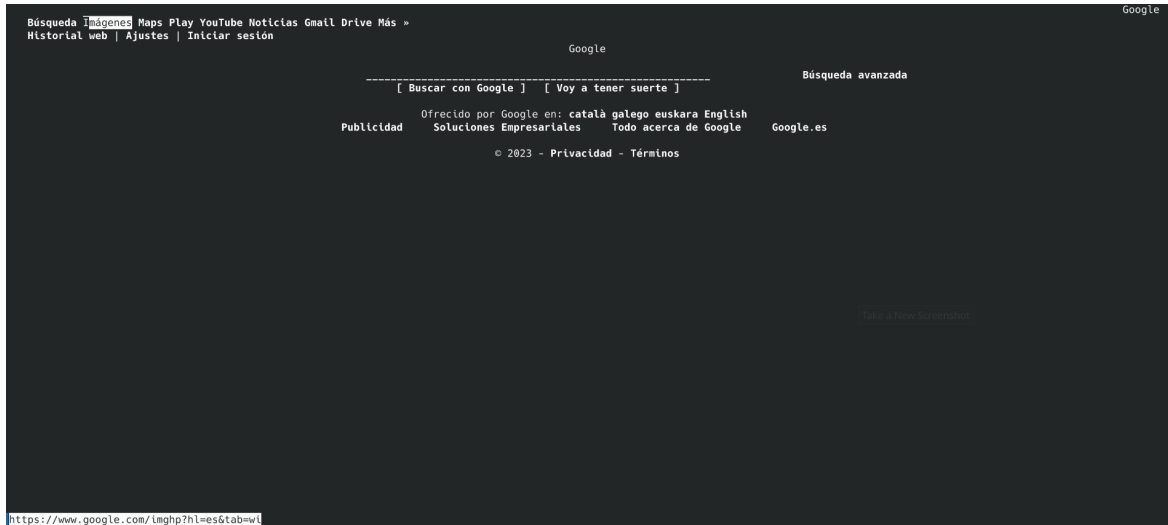 Google
Búsqueda Imágenes Maps Play YouTube Noticias Gmail Drive Más »
Historial web | Ajustes | Iniciar sesión
Google
________________________________________________________ Búsqueda avanzada
[ Buscar con Google ] [ Voy a tener suerte ]
Ofrecido por Google en: català galego euskara English
Publicidad Soluciones Empresariales Todo acerca de Google Google.es
© 2023 - Privacidad - Términos
Take a New Screenshot
https://www.google.com/imghp?hl=es&tab=wi